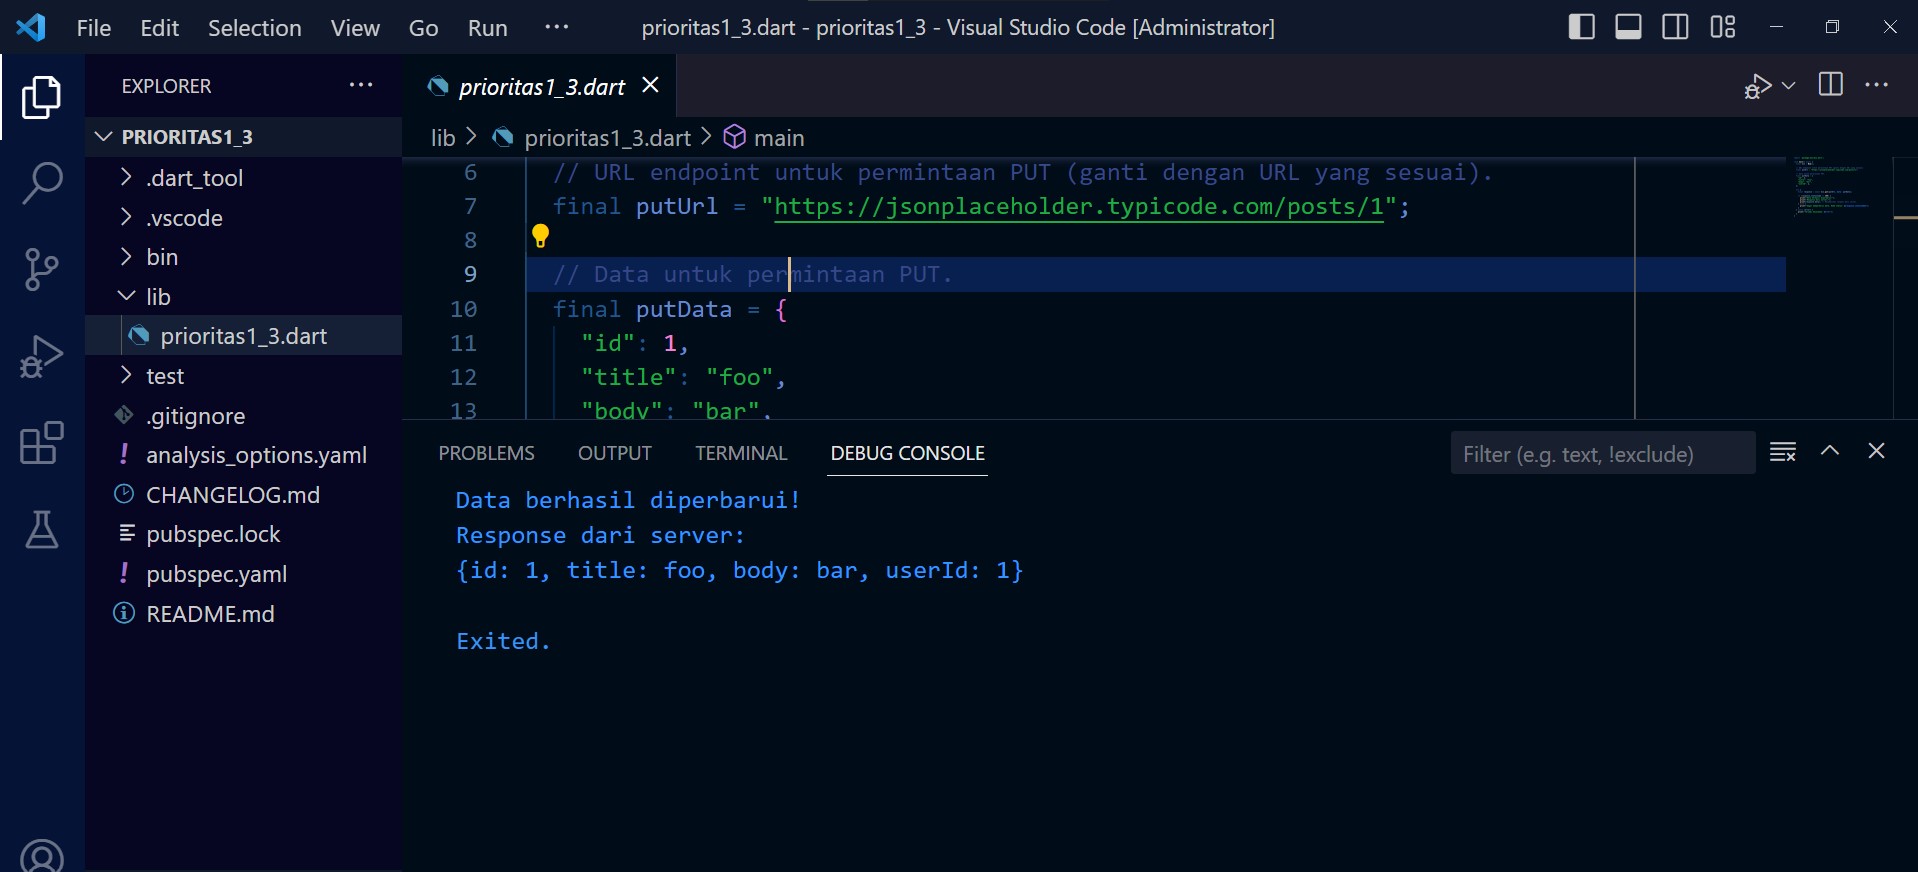 File Edit Selection View Go Run ··· prioritas1_3.dart - prioritas1_3 - Visual Studio Code [Administrator]
EXPLORER ···
PRIORITAS1_3
.dart_tool
.vscode
bin
lib
prioritas1_3.dart
test
.gitignore
analysis_options.yaml
CHANGELOG.md
pubspec.lock
pubspec.yaml
README.md
prioritas1_3.dart
lib > prioritas1_3.dart > main
6 // URL endpoint untuk permintaan PUT (ganti dengan URL yang sesuai).
7 final putUrl = "https://jsonplaceholder.typicode.com/posts/1";
8
9 // Data untuk permintaan PUT.
10 final putData = {
11 "id": 1,
12 "title": "foo",
13 "body": "bar",
PROBLEMS OUTPUT TERMINAL DEBUG CONSOLE Filter (e.g. text, !exclude)
Data berhasil diperbarui!
Response dari server:
{id: 1, title: foo, body: bar, userId: 1}
Exited.